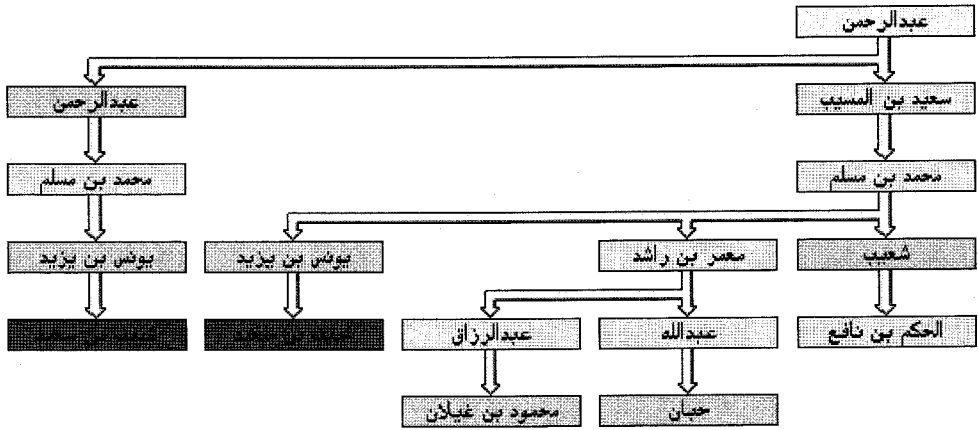 عبدالرحمن
سعيد بن المسيب
عبدالرحمن
محمد بن مسلم
محمد بن مسلم
شعيب
معمر بن راشد
يونس بن يزيد
يونس بن يزيد
الحكم بن نافع
عبدالله
عبدالرزاق
حبان
محمود بن غيلان